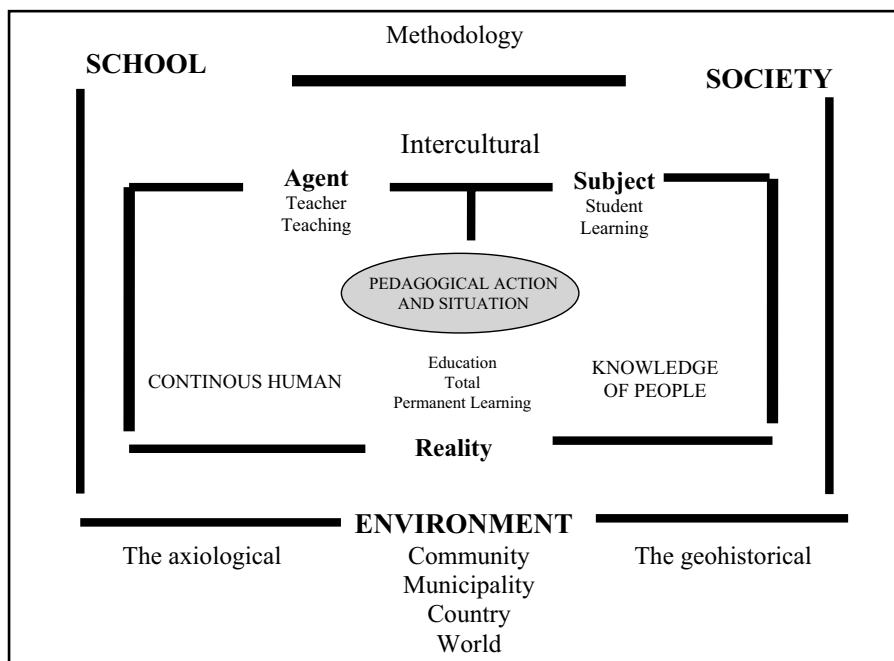 Methodology
SCHOOL
SOCIETY
Intercultural
Agent
Teacher
Teaching
Subject
Student
Learning
PEDAGOGICAL ACTION
AND SITUATION
CONTINOUS HUMAN
Education
Total
Permanent Learning
KNOWLEDGE
OF PEOPLE
Reality
ENVIRONMENT
The axiological
Community
Municipality
Country
World
The geohistorical